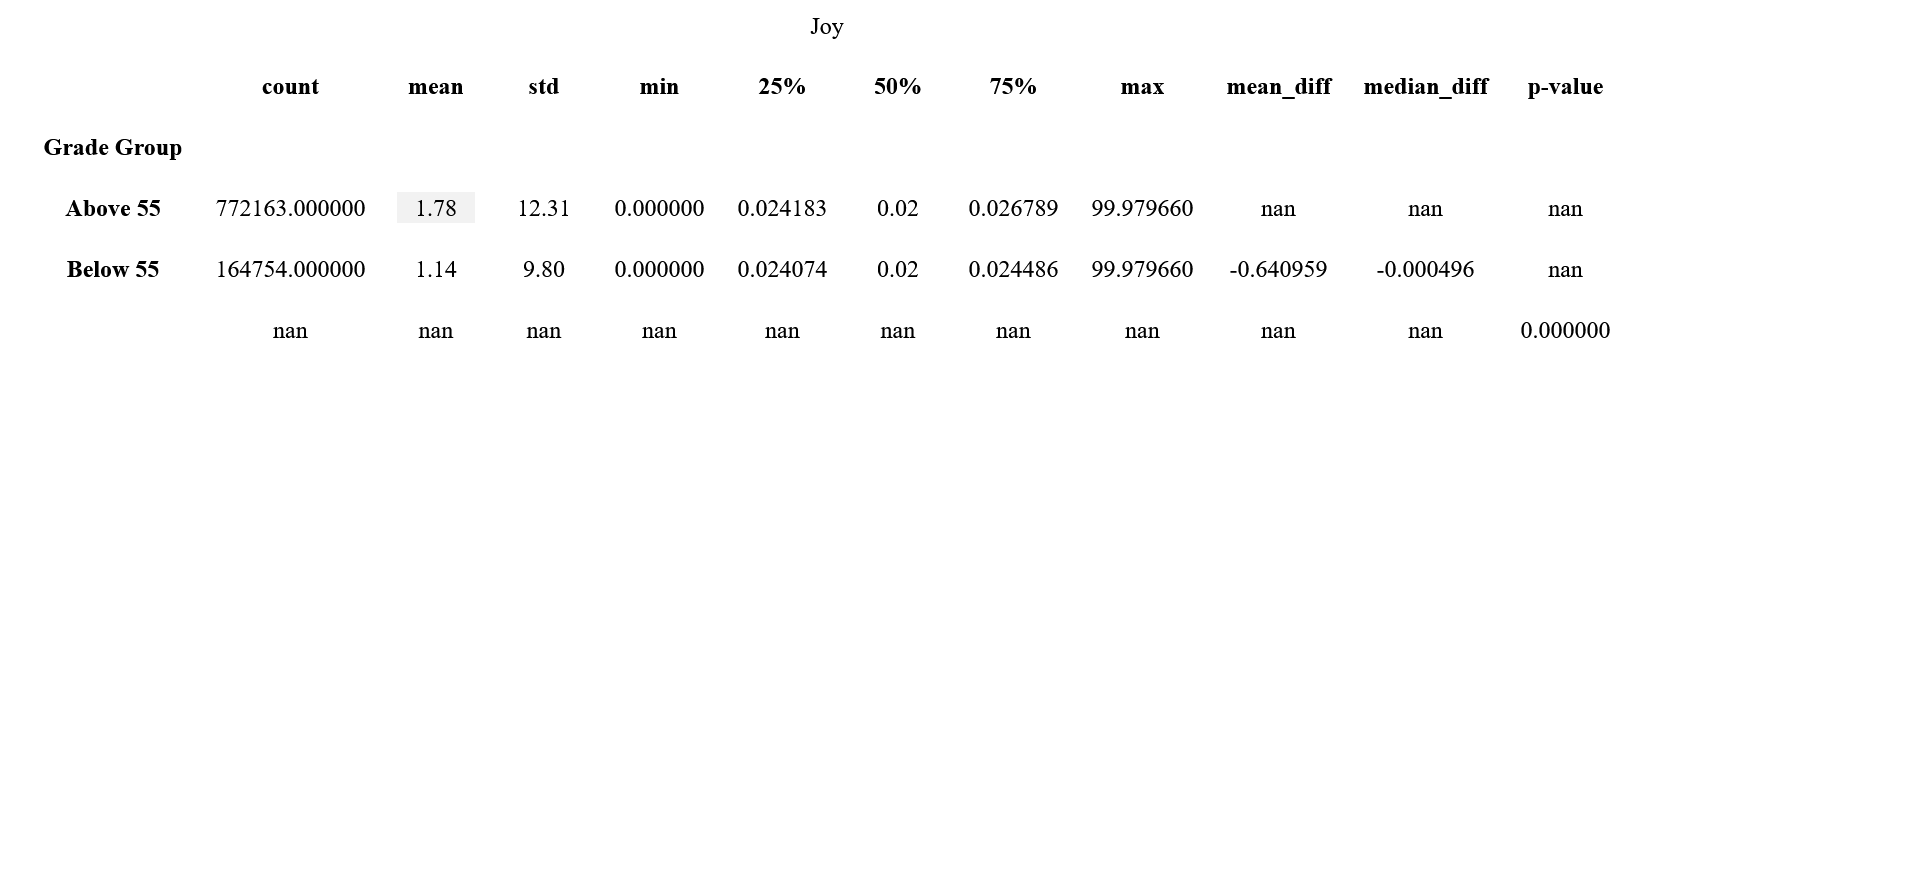 Joy
count mean std min 25% 50% 75% max mean_diff median_diff p-value
Grade Group
Above 55 772163.000000 1.78 12.31 0.000000 0.024183 0.02 0.026789 99.979660 nan nan nan
Below 55 164754.000000 1.14 9.80 0.000000 0.024074 0.02 0.024486 99.979660 -0.640959 -0.000496 nan
nan nan nan nan nan nan nan nan nan nan 0.000000